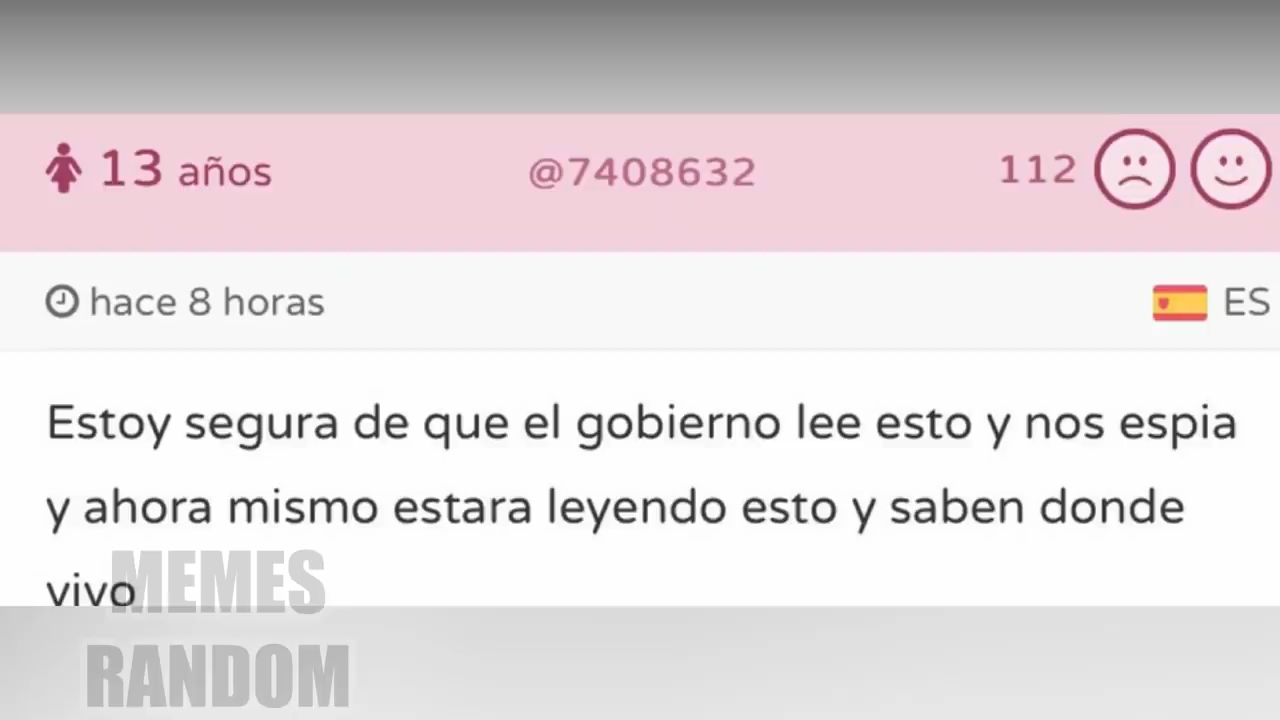 13 años @7408632 112
hace 8 horas ES
Estoy segura de que el gobierno lee esto y nos espia
y ahora mismo estara leyendo esto y saben donde
vivo
MEMES
RANDOM